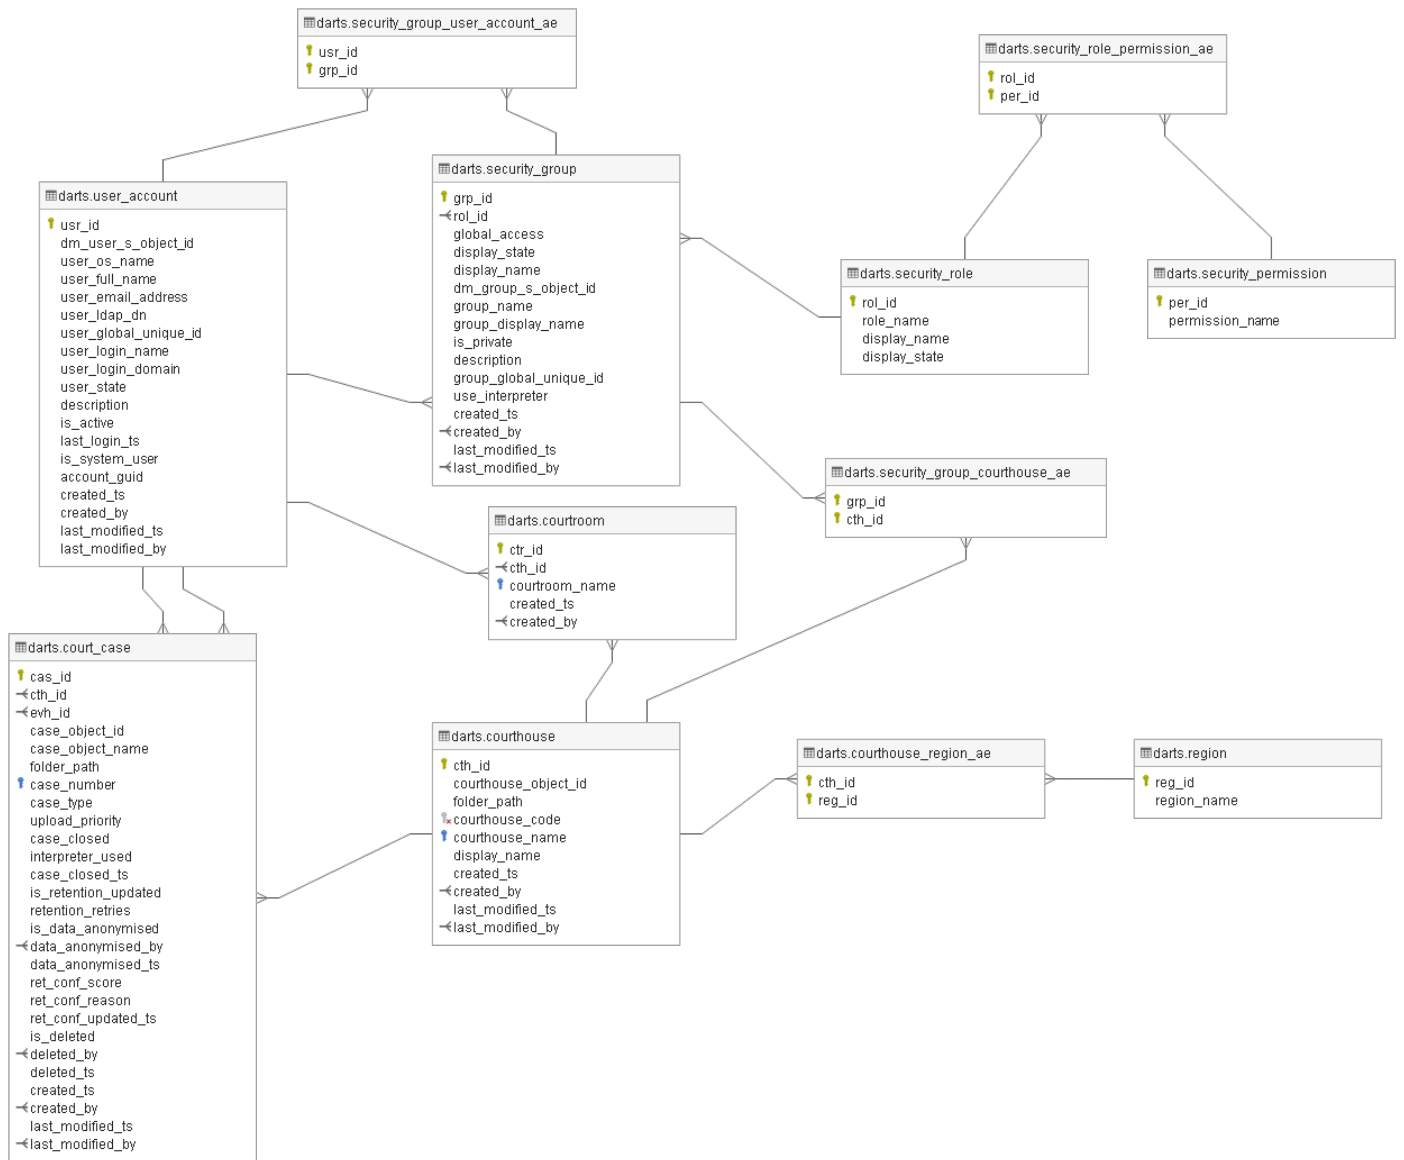 darts.security_group_user_account_ae
usr_id
grp_id
darts.security_role_permission_ae
rol_id
per_id
darts.user_account
usr_id
dm_user_s_object_id
user_os_name
user_full_name
user_email_address
user_ldap_dn
user_global_unique_id
user_login_name
user_login_domain
user_state
description
is_active
last_login_ts
is_system_user
account_guid
created_ts
created_by
last_modified_ts
last_modified_by
darts.security_group
grp_id
rol_id
global_access
display_state
display_name
dm_group_s_object_id
group_name
group_display_name
is_private
description
group_global_unique_id
use_interpreter
created_ts
created_by
last_modified_ts
last_modified_by
darts.security_role
rol_id
role_name
display_name
display_state
darts.security_permission
per_id
permission_name
darts.security_group_courthouse_ae
grp_id
cth_id
darts.courtroom
ctr_id
cth_id
courtroom_name
created_ts
created_by
darts.court_case
cas_id
cth_id
evh_id
case_object_id
case_object_name
folder_path
case_number
case_type
upload_priority
case_closed
interpreter_used
case_closed_ts
is_retention_updated
retention_retries
is_data_anonymised
data_anonymised_by
data_anonymised_ts
ret_conf_score
ret_conf_reason
ret_conf_updated_ts
is_deleted
deleted_by
deleted_ts
created_ts
created_by
last_modified_ts
last_modified_by
darts.courthouse
cth_id
courthouse_object_id
folder_path
courthouse_code
courthouse_name
display_name
created_ts
created_by
last_modified_ts
last_modified_by
darts.courthouse_region_ae
cth_id
reg_id
darts.region
reg_id
region_name